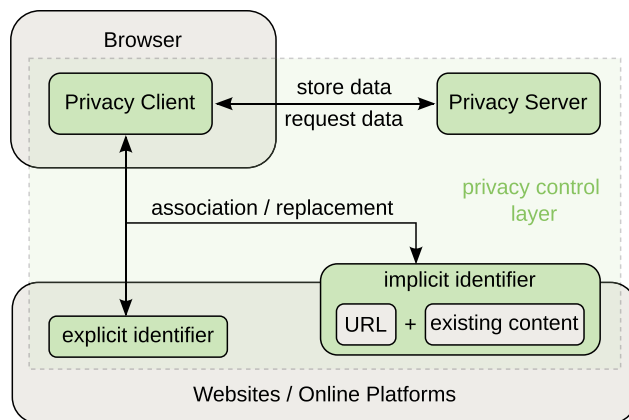 Browser
Privacy Client
store data
request data
Privacy Server
privacy control
layer
association / replacement
implicit identifier
URL + existing content
explicit identifier
Websites / Online Platforms